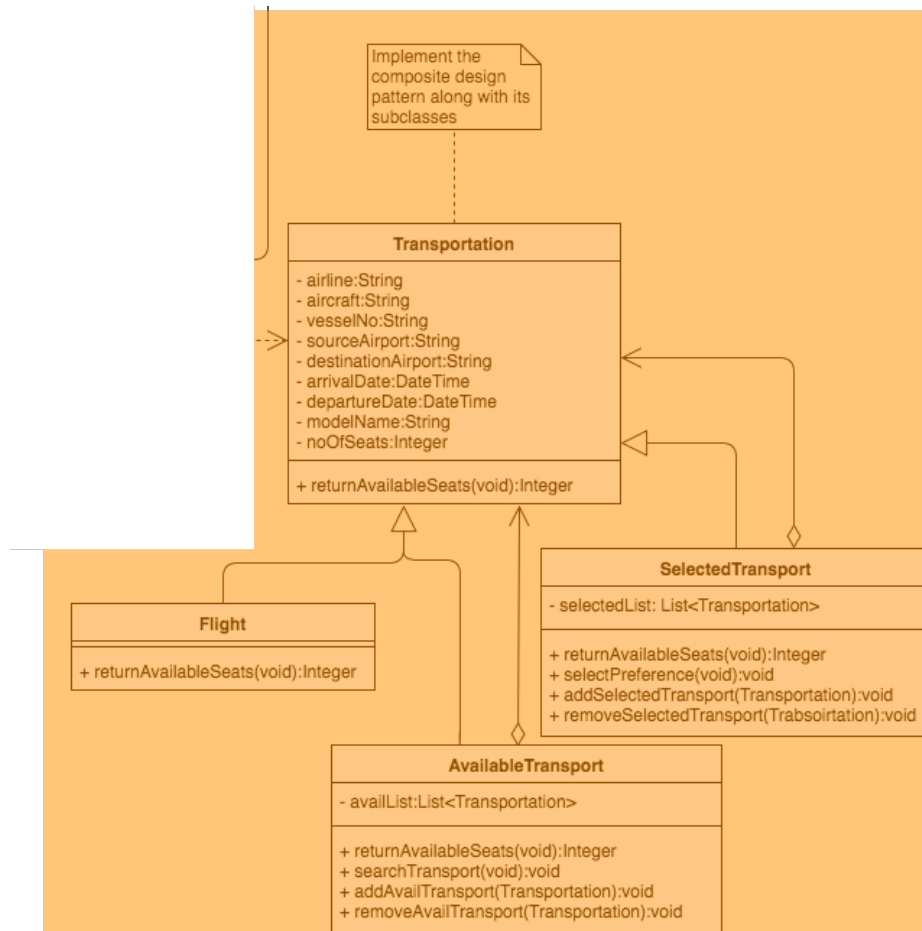 Implement the
composite design
pattern along with its
subclasses
Transportation
- airline:String
- aircraft:String
- vesselNo:String
- sourceAirport:String
- destinationAirport:String
- arrivalDate:DateTime
- departureDate:DateTime
- modelName:String
- noOfSeats:Integer
+ returnAvailableSeats(void):Integer
Flight
+ returnAvailableSeats(void):Integer
SelectedTransport
- selectedList: List<Transportation>
+ returnAvailableSeats(void):Integer
+ selectPreference(void):void
+ addSelectedTransport(Transportation):void
+ removeSelectedTransport(Trabsoirtation):void
AvailableTransport
- availList:List<Transportation>
+ returnAvailableSeats(void):Integer
+ searchTransport(void):void
+ addAvailTransport(Transportation):void
+ removeAvailTransport(Transportation):void